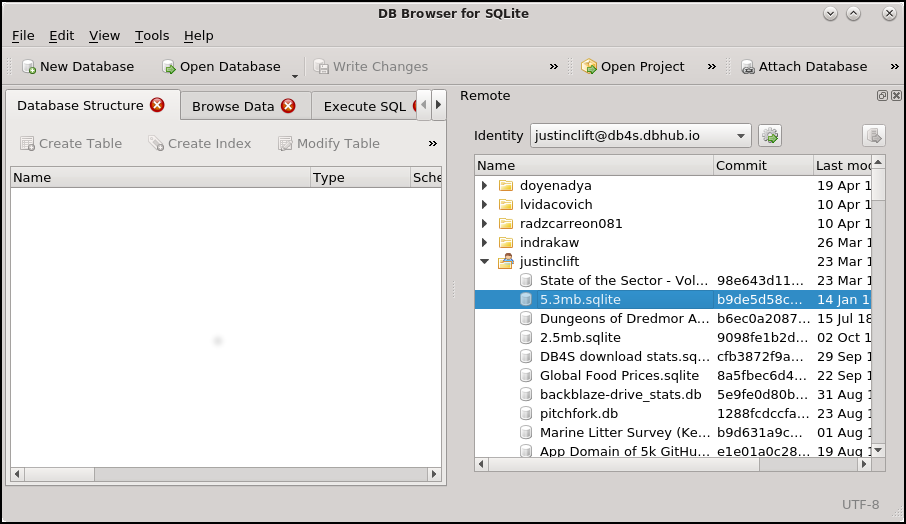 DB Browser for SQLite
File Edit View Tools Help
New Database Open Database Write Changes » Open Project » Attach Database »
Database Structure Browse Data Execute SQL
Create Table Create Index Modify Table »
Name Type Sche
Remote
Identity justinclift@db4s.dbhub.io
Name Commit Last mod
doyenadya 19 Apr 1
lvidacovich 10 Apr 1
radzcarreon081 10 Apr 1
indrakaw 26 Mar 1
justinclift 23 Mar 1
State of the Sector - Vol... 98e643d11... 23 Mar 1
5.3mb.sqlite b9de5d58c... 14 Jan 1
Dungeons of Dredmor A... b6ec0a2087... 15 Jul 18
2.5mb.sqlite 9098fe1b2d... 02 Oct 1
DB4S download stats.sq... cfb3872f9a... 29 Sep 1
Global Food Prices.sqlite 8a5fbec6d4... 22 Sep 1
backblaze-drive_stats.db 5e9fe0d80b... 31 Aug 1
pitchfork.db 1288fcdccfa... 23 Aug 1
Marine Litter Survey (Ke... b9d631a9c... 01 Aug 1
App Domain of 5k GitHu... e1e01a0c28... 19 Aug 1
UTF-8